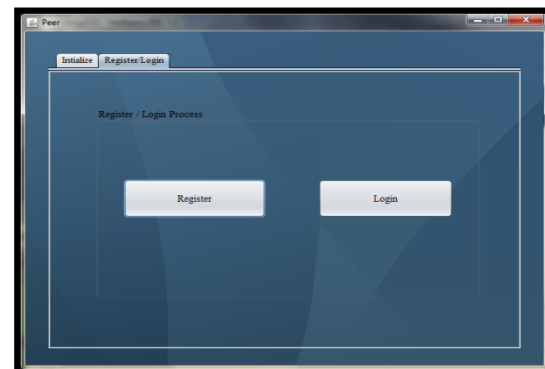 Peer
Intialize Register/Login
Register / Login Process
Register Login